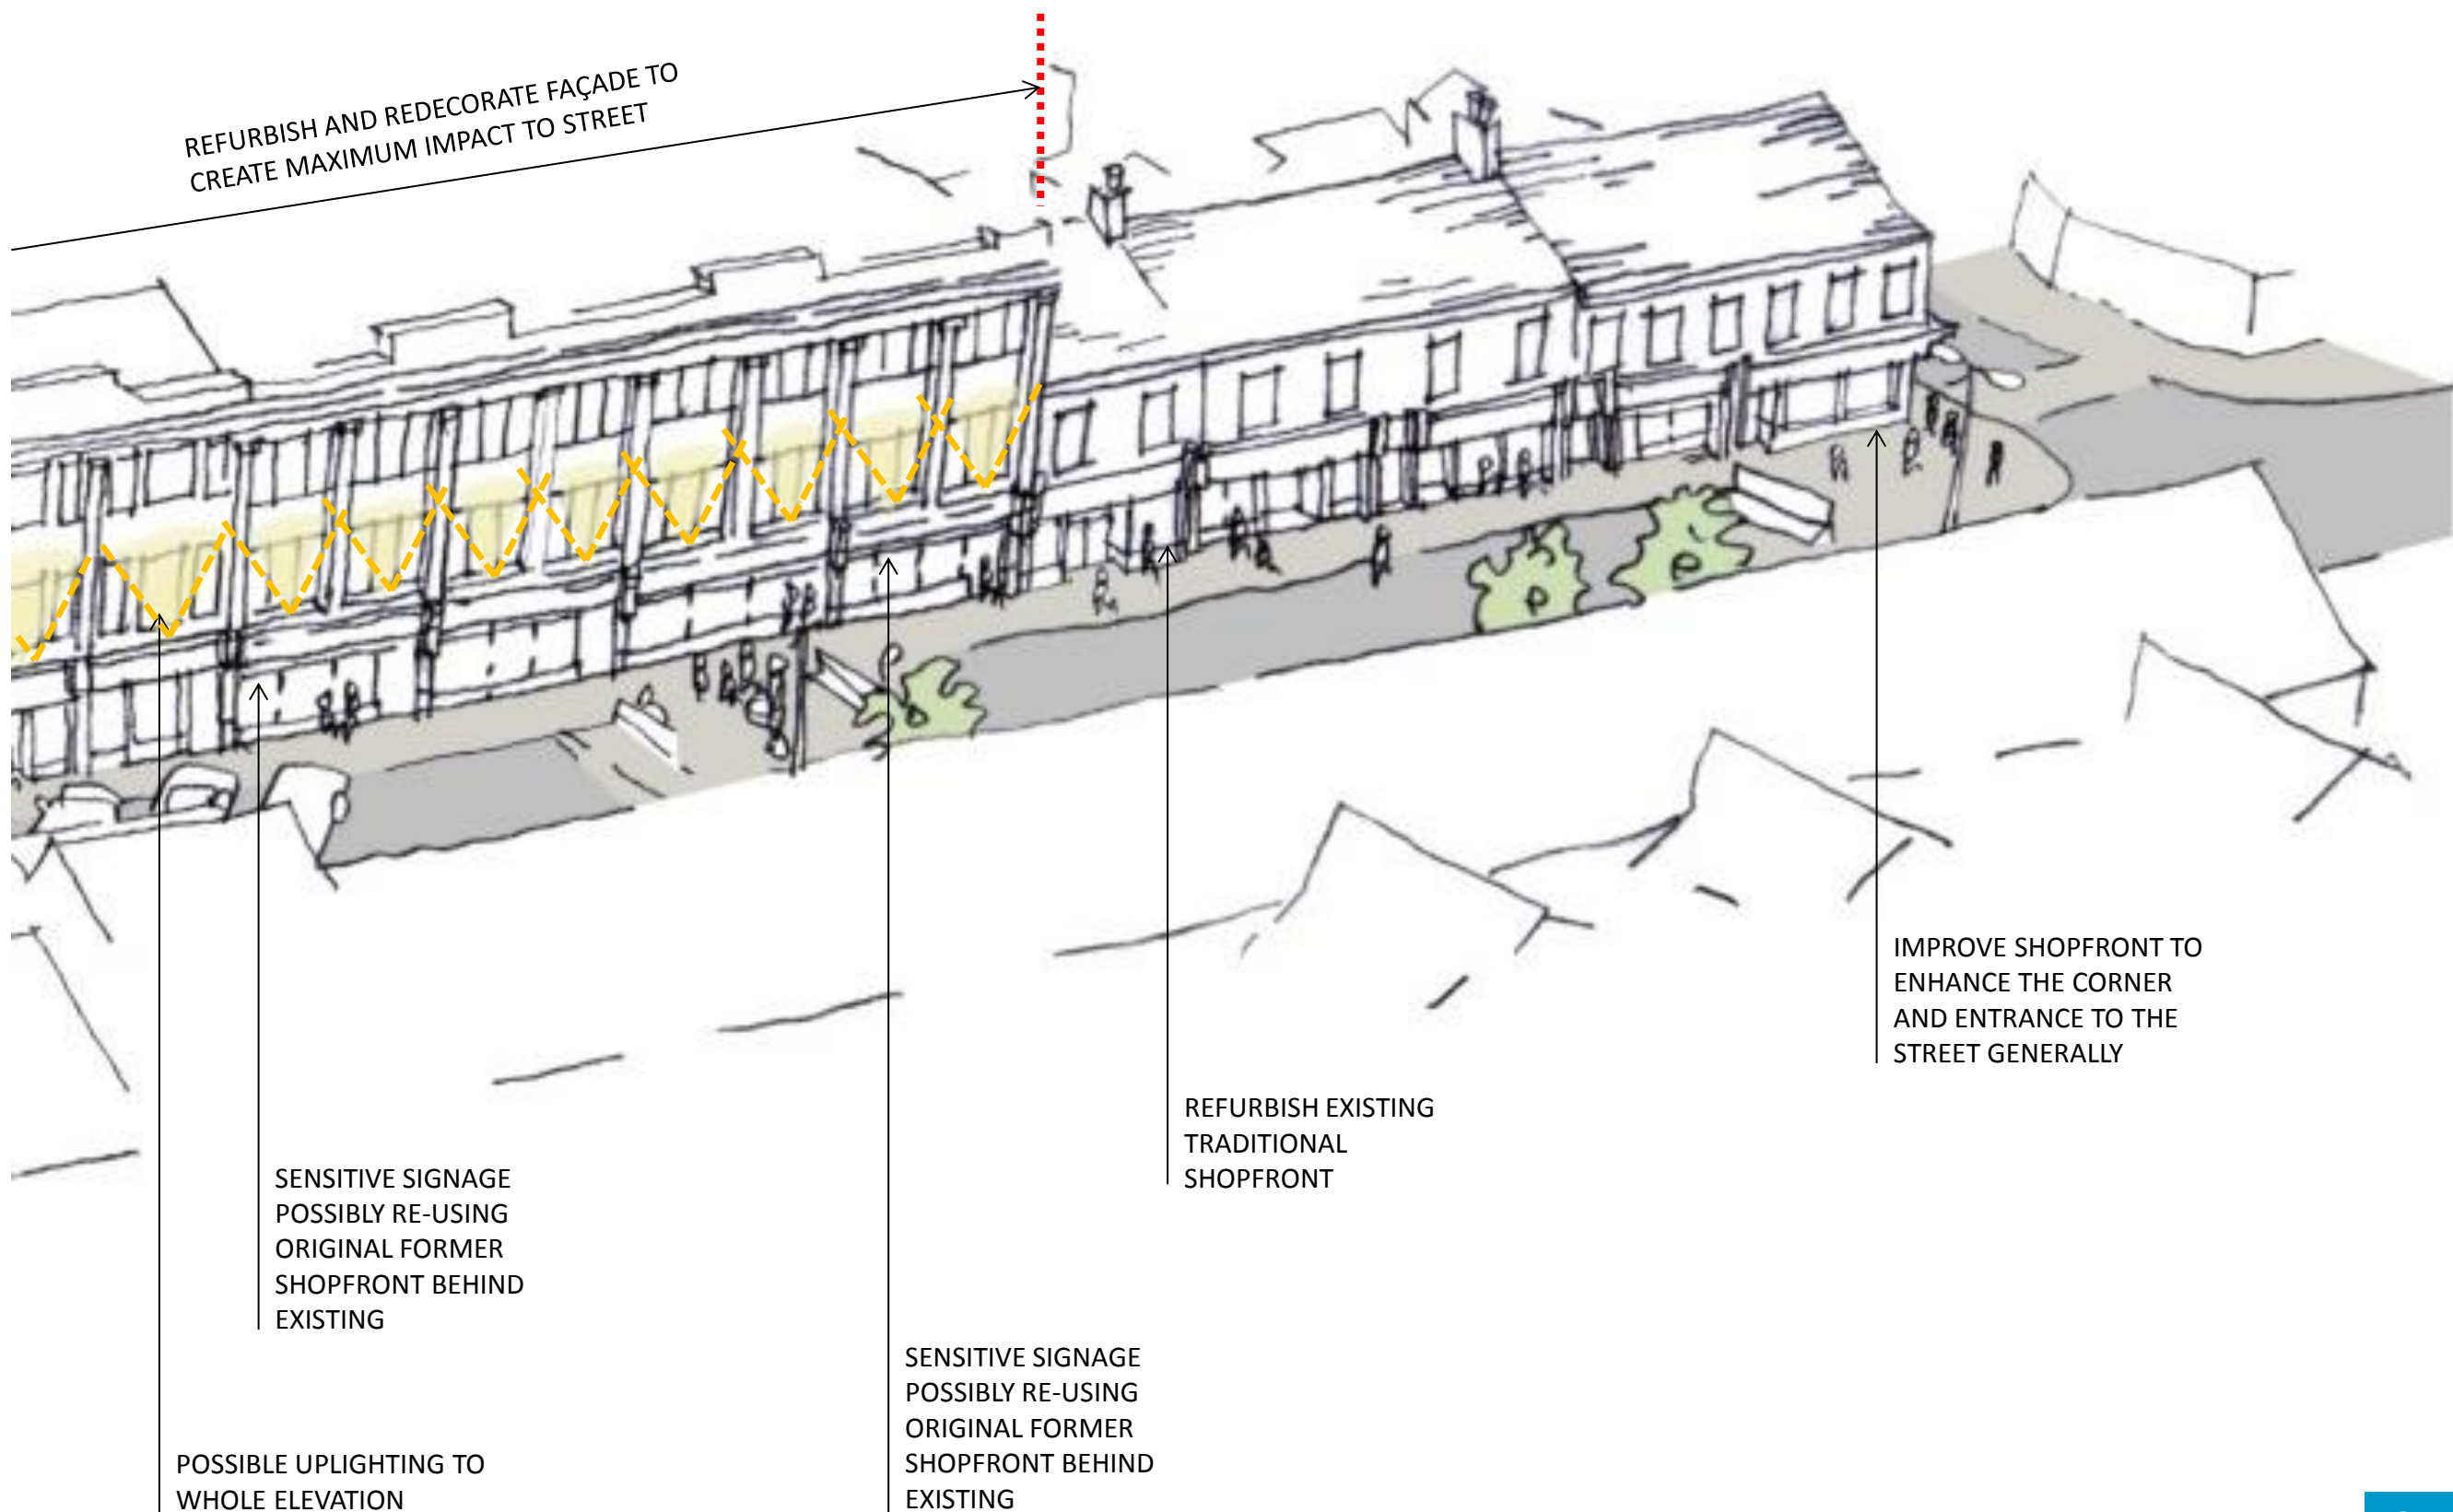 REFURBISH AND REDECORATE FAÇADE TO
CREATE MAXIMUM IMPACT TO STREET
IMPROVE SHOPFRONT TO
ENHANCE THE CORNER
AND ENTRANCE TO THE
STREET GENERALLY
REFURBISH EXISTING
TRADITIONAL
SHOPFRONT
SENSITIVE SIGNAGE
POSSIBLY RE-USING
ORIGINAL FORMER
SHOPFRONT BEHIND
EXISTING
SENSITIVE SIGNAGE
POSSIBLY RE-USING
ORIGINAL FORMER
SHOPFRONT BEHIND
EXISTING
POSSIBLE UPLIGHTING TO
WHOLE ELEVATION